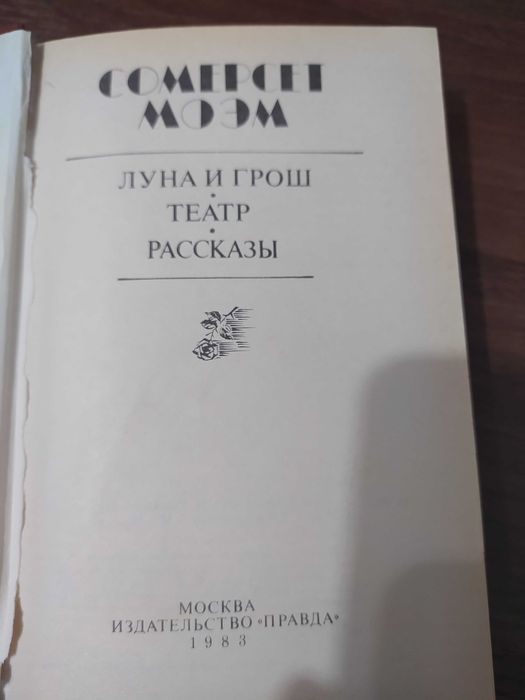 СОМЕРСЕТ
МОЭМ
ЛУНА И ГРОШ
•
ТЕАТР
•
РАССКАЗЫ
МОСКВА
ИЗДАТЕЛЬСТВО «ПРАВДА»
1983